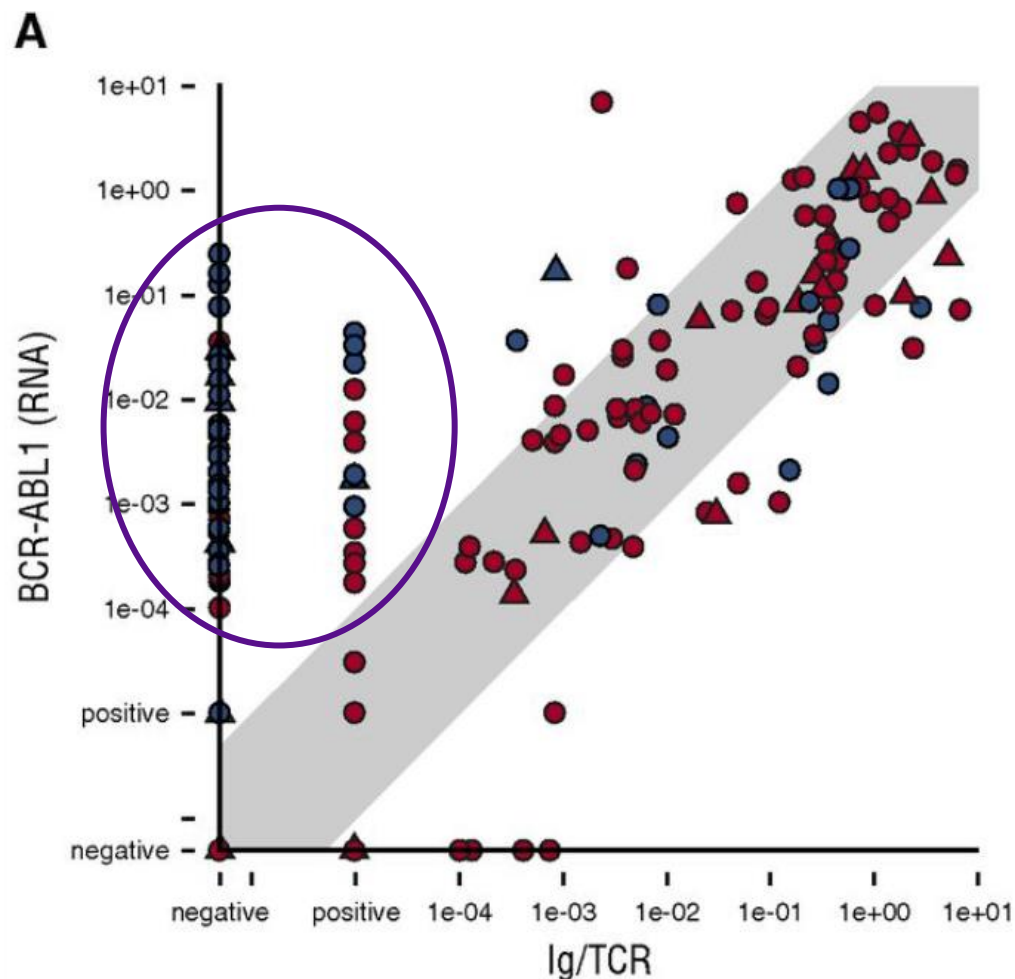 A
1e+01
1e+00
1e-01
1e-02
1e-03
1e-04
positive
negative
BCR-ABL1 (RNA)
negative positive 1e-04 1e-03 1e-02 1e-01 1e+00 1e+01
Ig/TCR